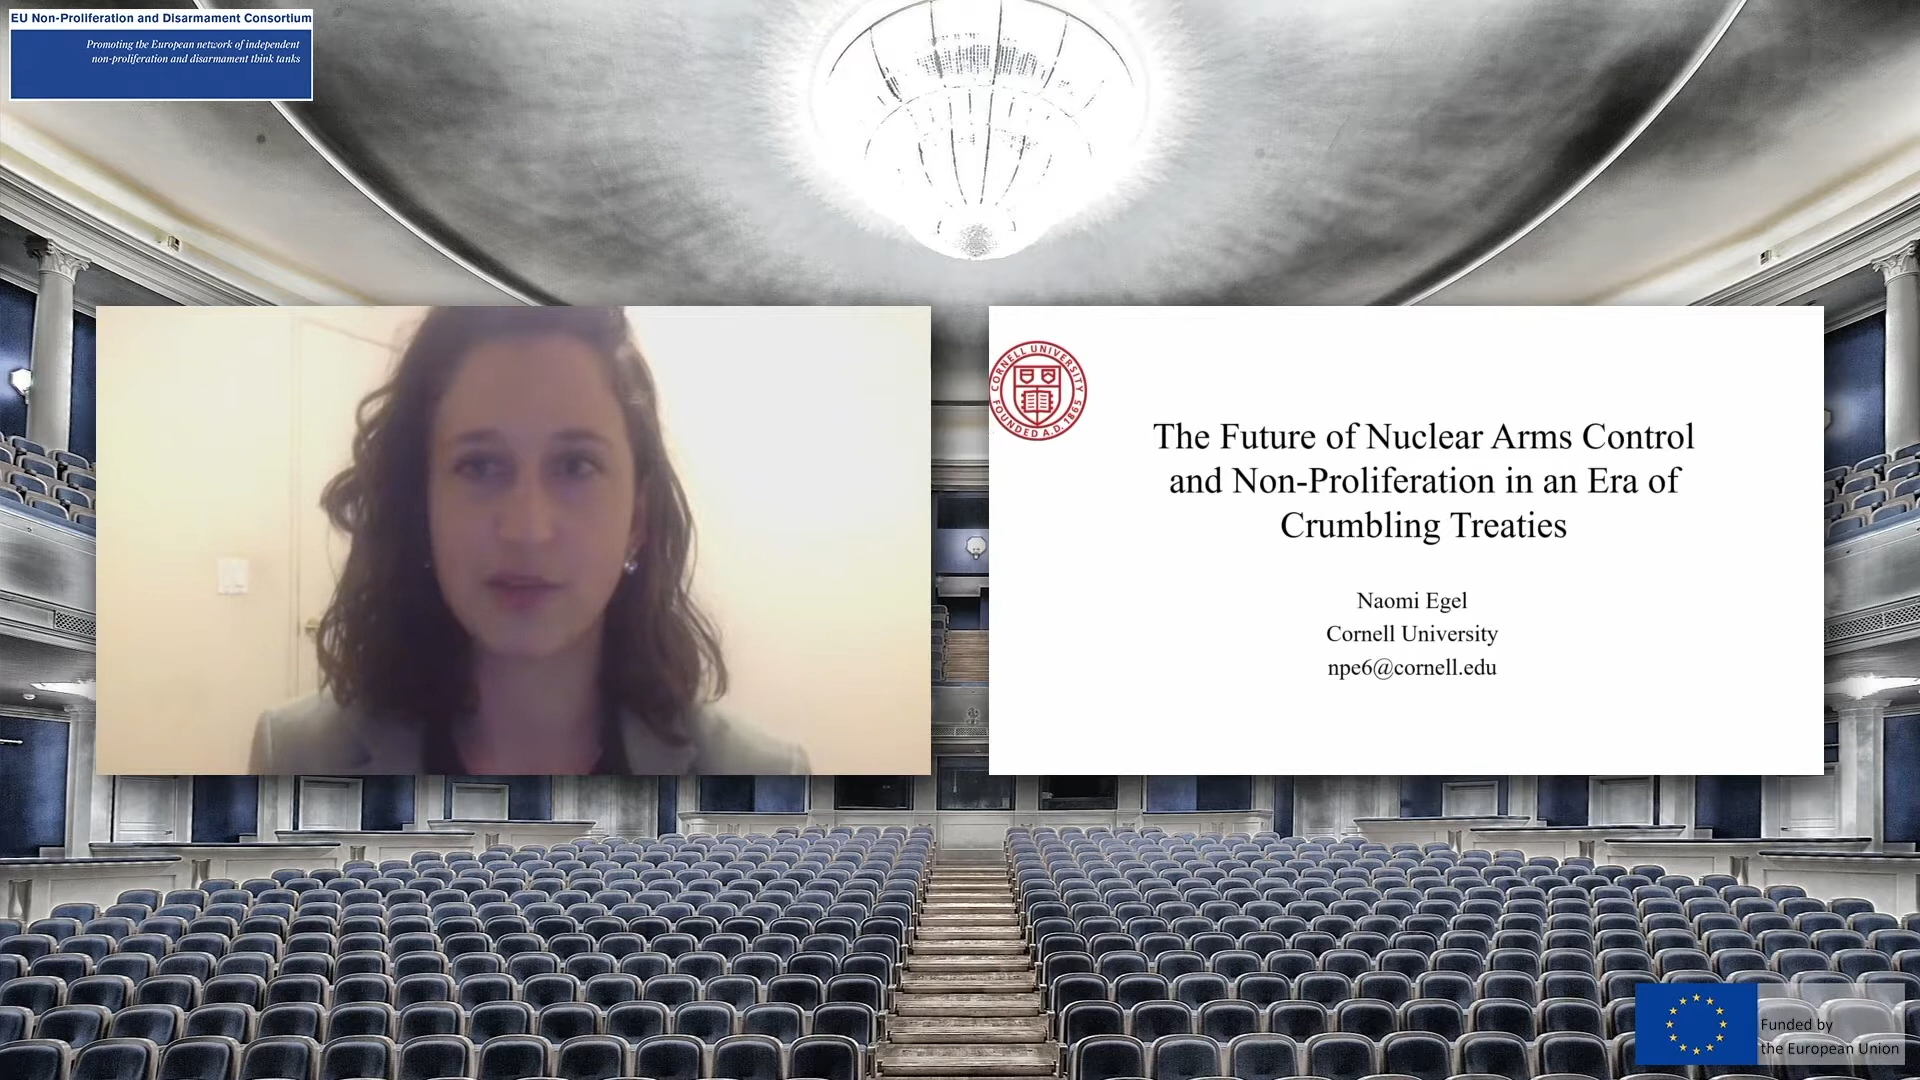 EU Non-Proliferation and Disarmament Consortium
Promoting the European network of independent
non-proliferation and disarmament think tanks
CORNELL UNIVERSITY
FOUNDED A.D. 1865
The Future of Nuclear Arms Control
and Non-Proliferation in an Era of
Crumbling Treaties
Naomi Egel
Cornell University
npe6@cornell.edu
Funded by
the European Union